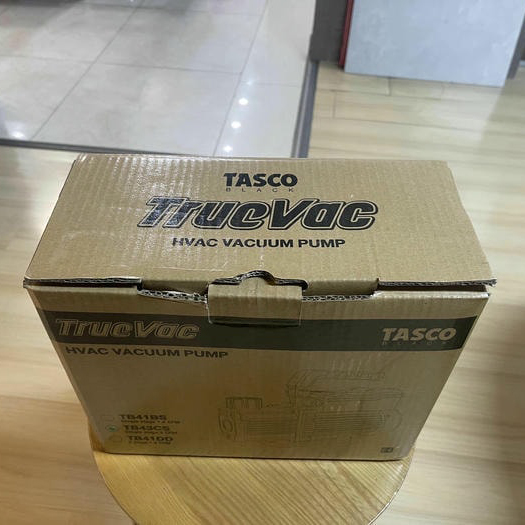 TASCO
BLACK
TrueVac
HVAC VACUUM PUMP
TrueVac
TASCO
BLACK
HVAC VACUUM PUMP
TB41BS
TB43CS
TB41DD